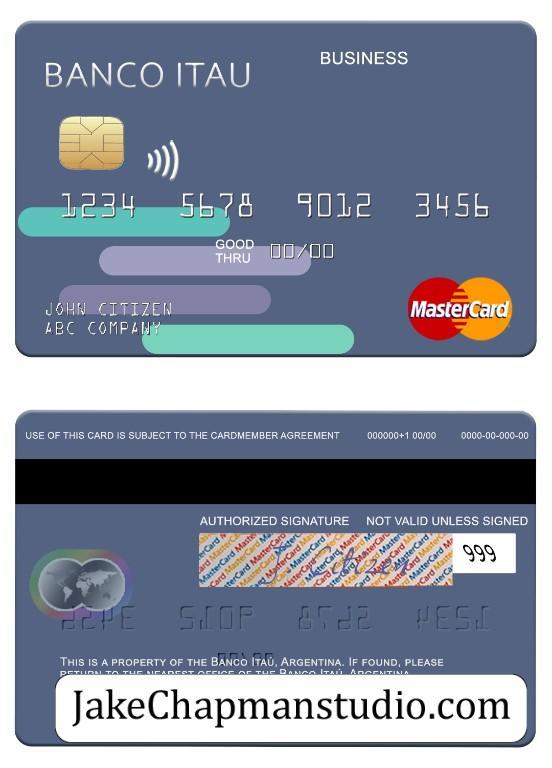 BUSINESS
BANCO ITAU
1234 5678 9012 3456
GOOD THRU 00/00
JOHN CITIZEN
ABC COMPANY
MasterCard
USE OF THIS CARD IS SUBJECT TO THE CARDMEMBER AGREEMENT 000000+1 00/00 0000-00-000-00
AUTHORIZED SIGNATURE NOT VALID UNLESS SIGNED
J. Citizen 999
THIS IS A PROPERTY OF THE BANCO ITAÚ, ARGENTINA. IF FOUND, PLEASE
RETURN TO THE NEAREST OFFICE OF THE BANCO ITAÚ, ARGENTINA
JakeChapmanstudio.com